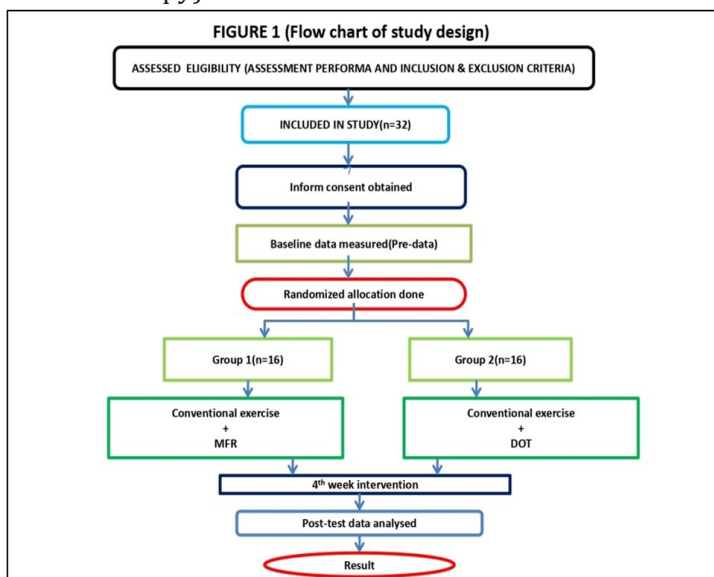 FIGURE 1 (Flow chart of study design)
ASSESSED ELIGIBILITY (ASSESSMENT PERFORMA AND INCLUSION & EXCLUSION CRITERIA)
INCLUDED IN STUDY(n=32)
Inform consent obtained
Baseline data measured(Pre-data)
Randomized allocation done
Group 1(n=16)
Group 2(n=16)
Conventional exercise
+
MFR
Conventional exercise
+
DOT
4th week intervention
Post-test data analysed
Result